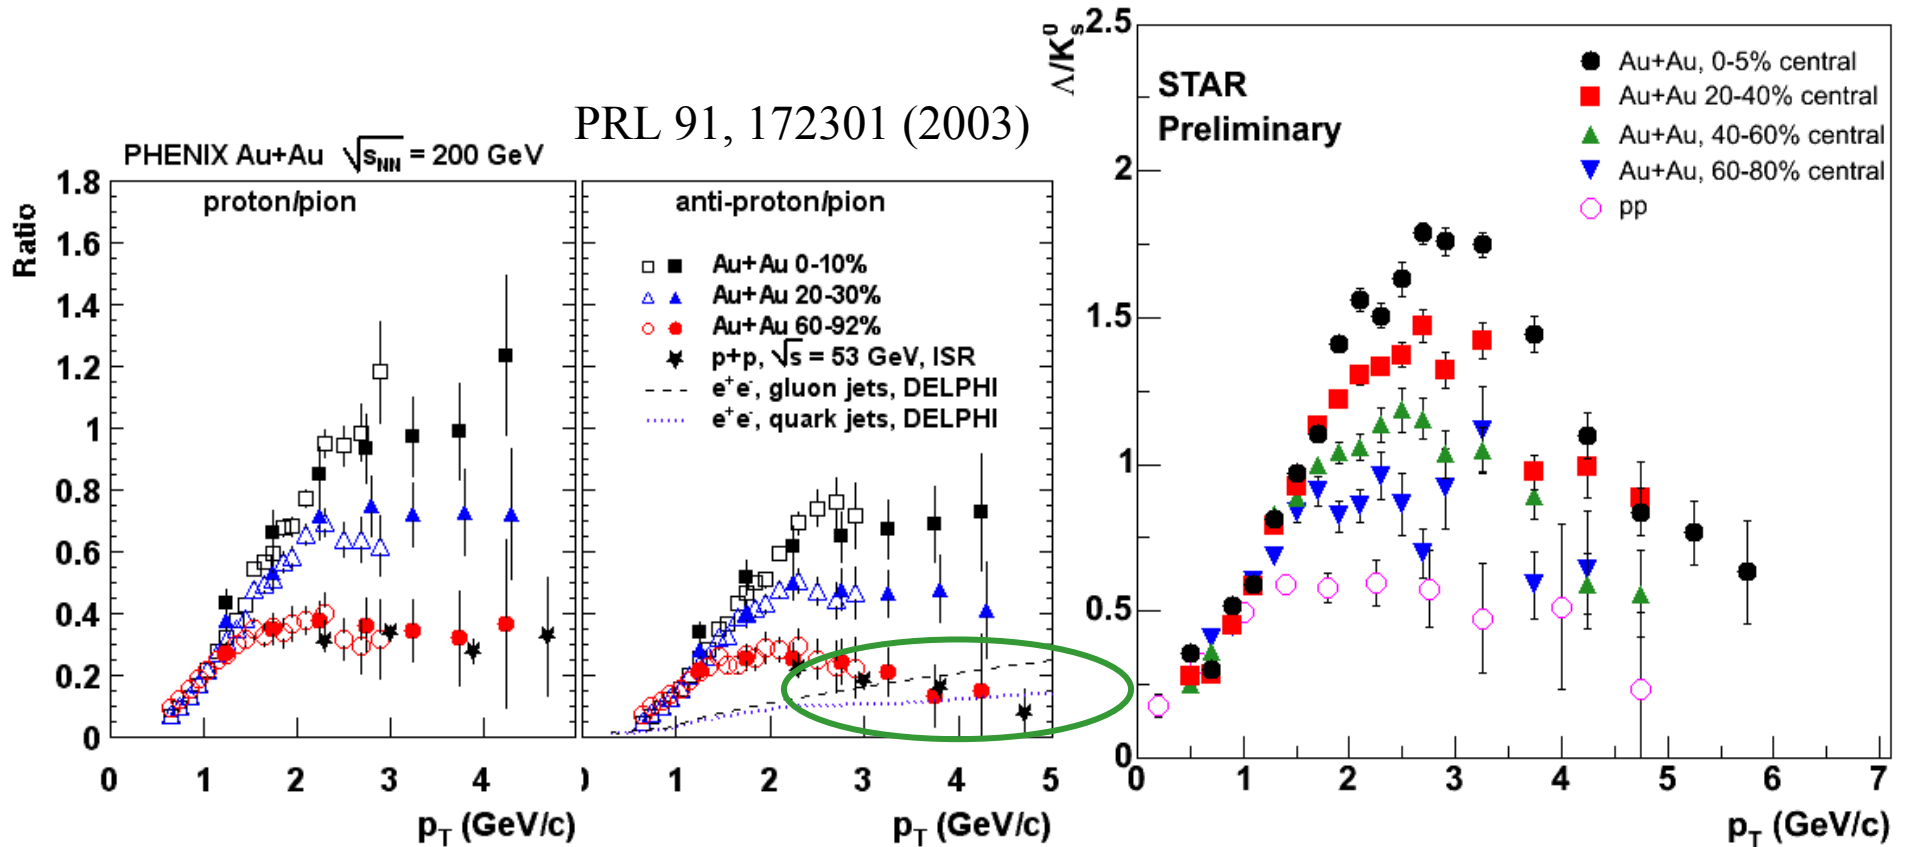 PRL 91, 172301 (2003)
PHENIX Au+Au √sNN = 200 GeV
proton/pion
Ratio
1.8
1.6
1.4
1.2
1
0.8
0.6
0.4
0.2
0
0 1 2 3 4
pT (GeV/c)
anti-proton/pion
Au+Au 0-10%
Au+Au 20-30%
Au+Au 60-92%
p+p, √s = 53 GeV, ISR
e+e-, gluon jets, DELPHI
e+e-, quark jets, DELPHI
1 2 3 4 5
pT (GeV/c)
Λ/K0s
STAR
Preliminary
Au+Au, 0-5% central
Au+Au 20-40% central
Au+Au, 40-60% central
Au+Au, 60-80% central
pp
2.5
2
1.5
1
0.5
0
0 1 2 3 4 5 6 7
pT (GeV/c)